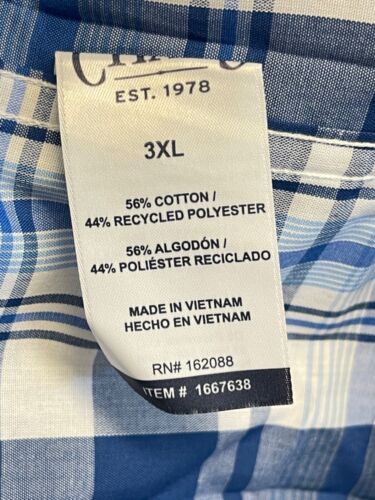 EST. 1978
3XL
56% COTTON /
44% RECYCLED POLYESTER
56% ALGODÓN /
44% POLIÉSTER RECICLADO
MADE IN VIETNAM
HECHO EN VIETNAM
RN# 162088
ITEM # 1667638